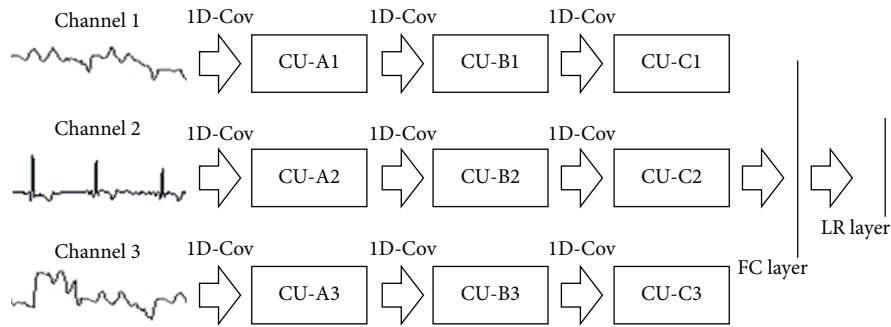 Channel 1
1D-Cov 1D-Cov 1D-Cov
CU-A1 CU-B1 CU-C1
Channel 2
1D-Cov 1D-Cov 1D-Cov
CU-A2 CU-B2 CU-C2
LR layer
Channel 3
1D-Cov 1D-Cov 1D-Cov
FC layer
CU-A3 CU-B3 CU-C3